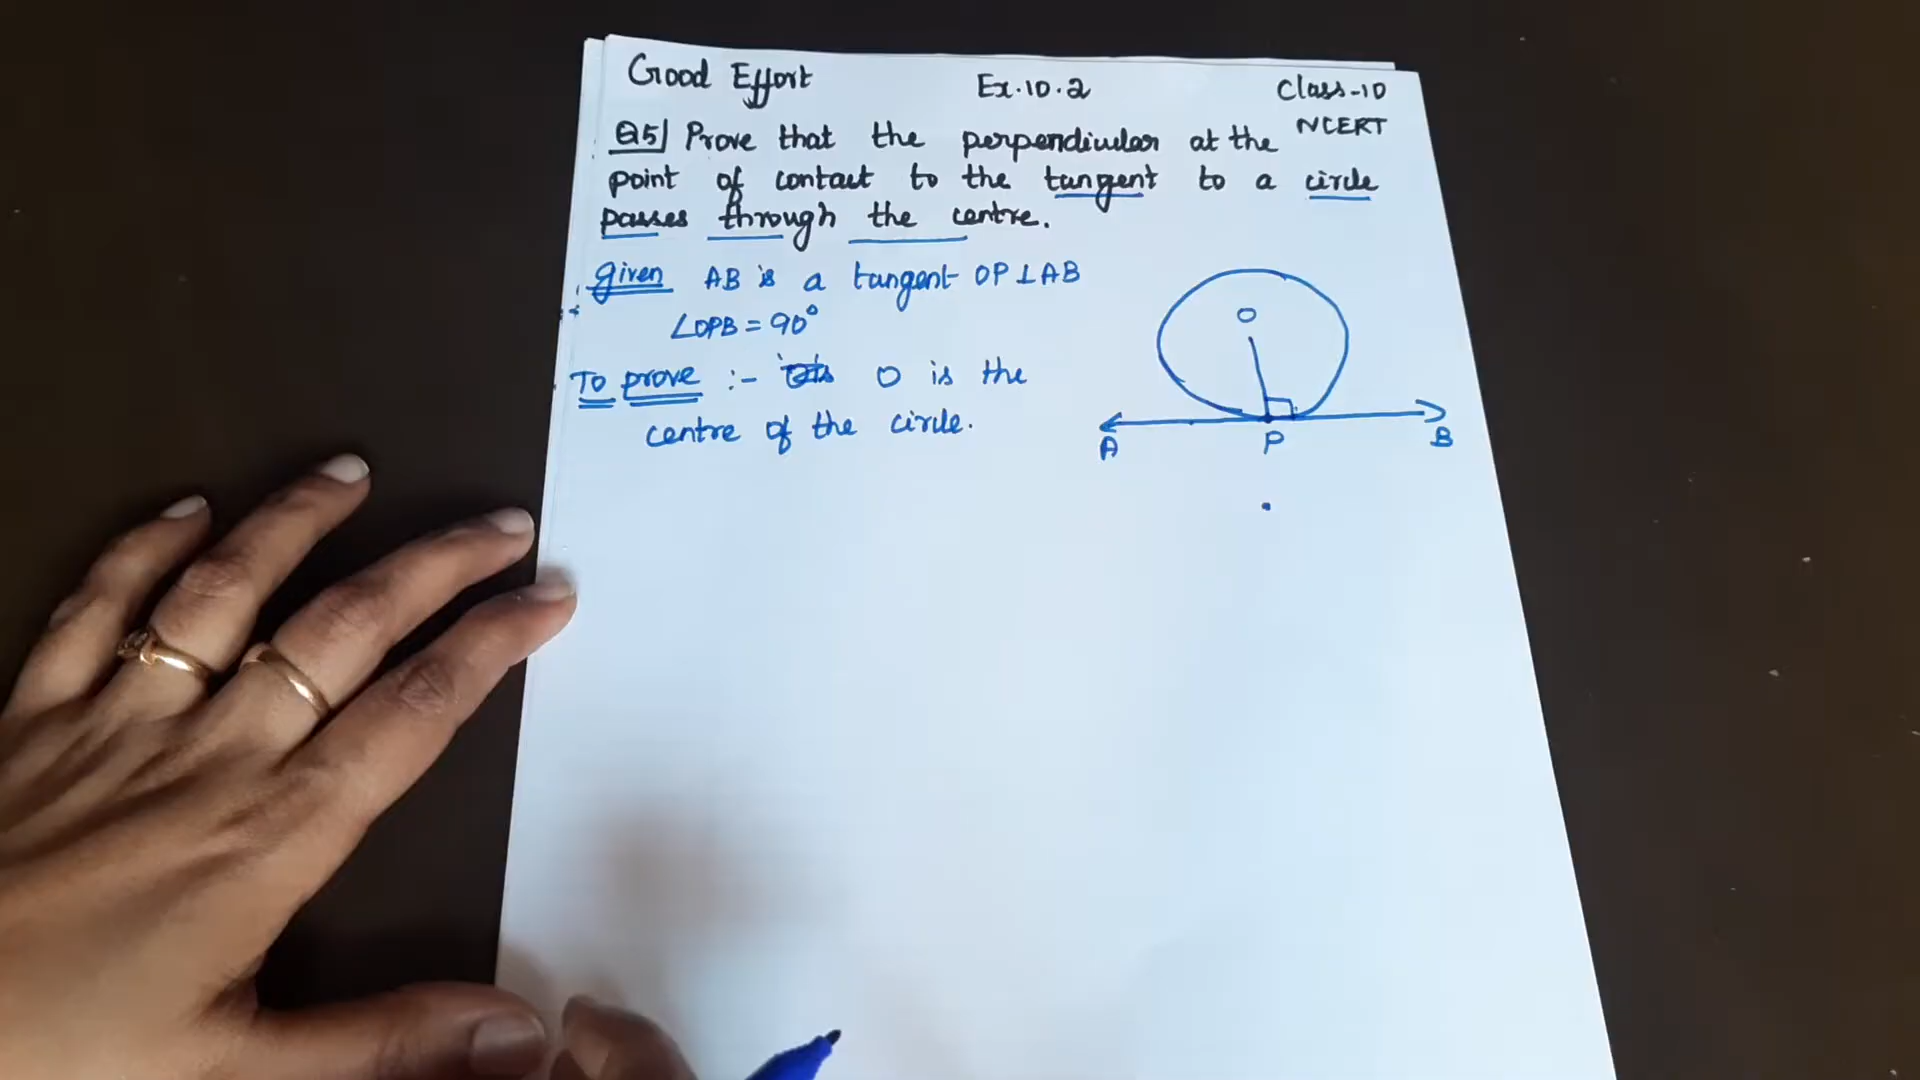 Good Effort Ex.10.2 Class-10
NCERT
Q5) Prove that the perpendicular at the
point of contact to the tangent to a circle
passes through the centre.
given AB is a tangent OP⊥AB
∠OPB = 90°
To prove :- O is the
centre of the circle.
O
A P B